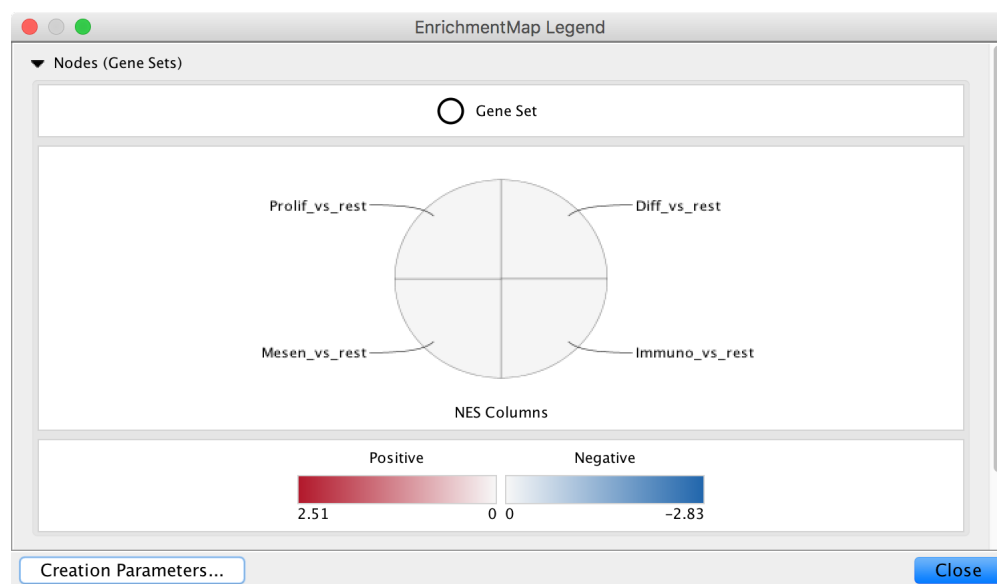 EnrichmentMap Legend
Nodes (Gene Sets)
Gene Set
Prolif_vs_rest
Diff_vs_rest
Mesen_vs_rest
Immuno_vs_rest
NES Columns
Positive
Negative
2.51
0
0
-2.83
Creation Parameters...
Close